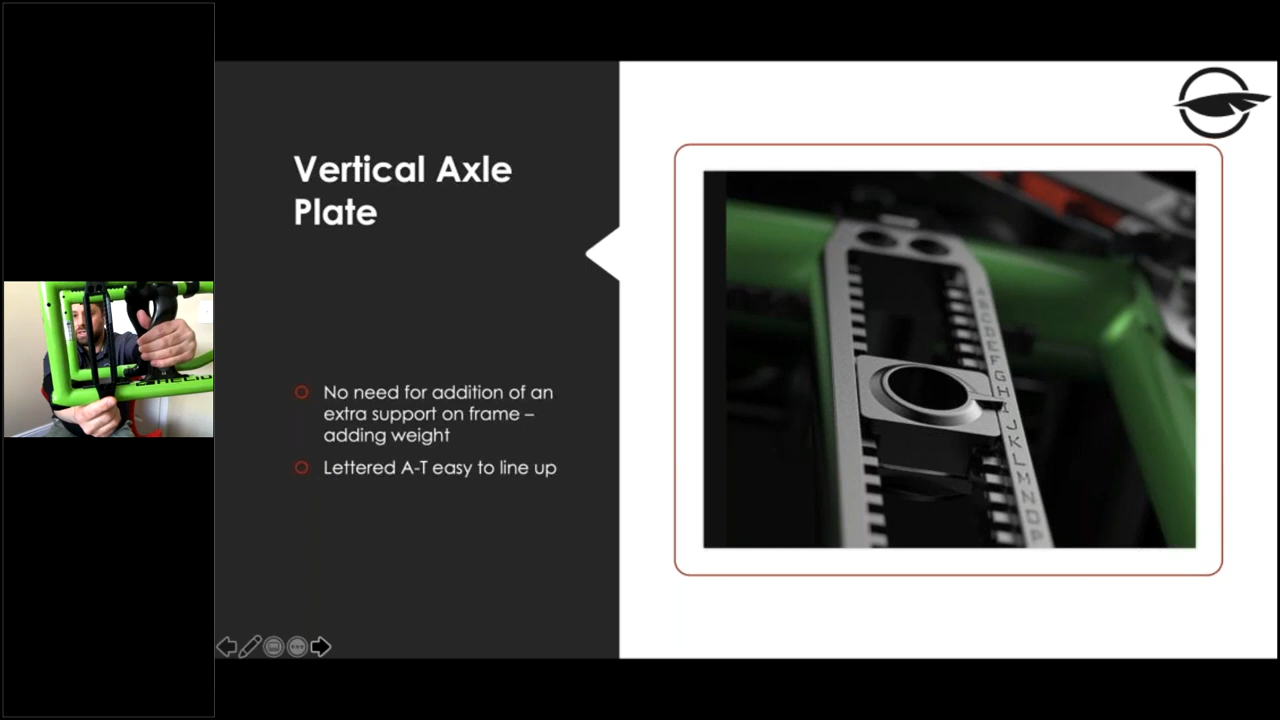 Vertical Axle
Plate
No need for addition of an
extra support on frame –
adding weight
Lettered A-T easy to line up
G
H
J
K
L
M
N
O
P